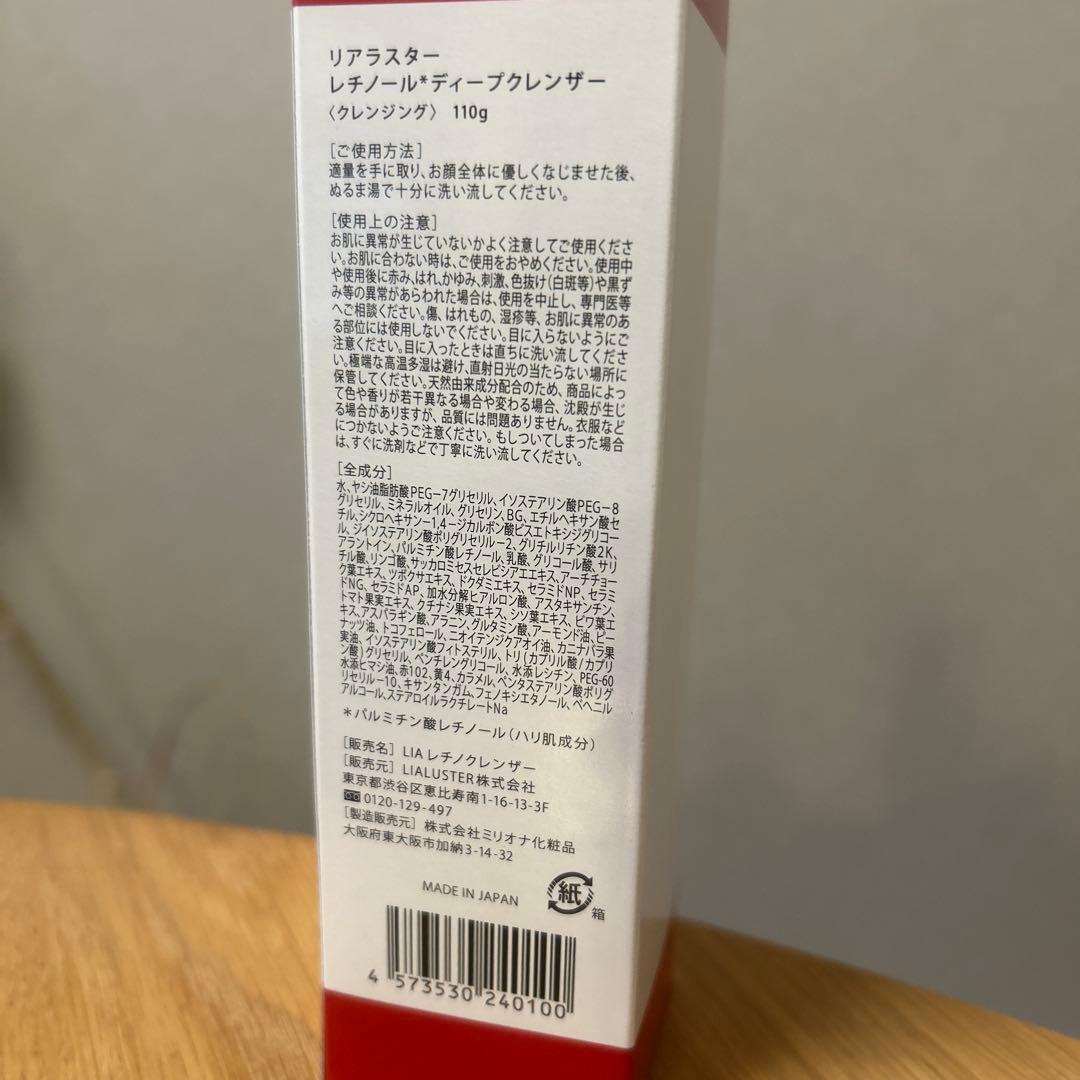 リアラスター
レチノール*ディープクレンザー
〈クレンジング〉 110g
[ご使用方法]
適量を手に取り、お顔全体に優しくなじませた後、
ぬるま湯で十分に洗い流してください。
[使用上の注意]
お肌に異常が生じていないかよく注意してご使用くださ
い。お肌に合わない時は、ご使用をおやめください。使用中
や使用後に赤み、はれ、かゆみ、刺激、色抜け(白斑等)や黒ず
み等の異常があらわれた場合は、使用を中止し、専門医等
へご相談ください。傷、はれもの、湿疹等、お肌に異常のあ
る部位には使用しないでください。目に入らないようにご
注意ください。目に入ったときは直ちに洗い流してくださ
い。極端な高温多湿は避け、直射日光の当たらない場所に
保管してください。天然由来成分配合のため、商品によっ
て色や香りが若干異なる場合や変わる場合、沈殿が生じ
る場合がありますが、品質には問題ありません。衣服など
につかないようご注意ください。もしついてしまった場合
は、すぐに洗剤などで丁寧に洗い流してください。
[全成分]
水、ヤシ油脂肪酸PEG-7グリセリル、イソステアリン酸PEG-8
グリセリル、ミネラルオイル、グリセリン、BG、エチルヘキサン酸セ
チル、シクロヘキサン-1,4-ジカルボン酸ビスエトキシジグリコー
ル、ジイソステアリン酸ポリグリセリル-2、グリチルリチン酸2K、
アラントイン、パルミチン酸レチノール、乳酸、グリコール酸、サリ
チル酸、リンゴ酸、サッカロミセスセレビシアエエキス、アーチチョー
ク葉エキス、ツボクサエキス、ドクダミエキス、セラミドNP、セラミ
ドNG、セラミドAP、加水分解ヒアルロン酸、アスタキサンチン、
トマト果実エキス、クチナシ果実エキス、シソ葉エキス、ビワ葉エ
キス、アスパラギン酸、アラニン、グルタミン酸、アーモンド油、ピー
ナッツ油、トコフェロール、ニオイテンジクアオイ油、カニナバラ果
実油、イソステアリン酸フィトステリル、トリ(カプリル酸/カプリ
ン酸)グリセリル、ペンチレングリコール、水添レシチン、PEG-60
水添ヒマシ油、赤102、黄4、カラメル、ペンタステアリン酸ポリグ
リセリル-10、キサンタンガム、フェノキシエタノール、ベヘニル
アルコール、ステアロイルラクチレートNa
*パルミチン酸レチノール(ハリ肌成分)
[販売名] LIA レチノクレンザー
[販売元] LIALUSTER株式会社
東京都渋谷区恵比寿南1-16-13-3F
0120-129-497
[製造販売元] 株式会社ミリオナ化粧品
大阪府東大阪市加納3-14-32
MADE IN JAPAN
紙
箱
4 573530 240100